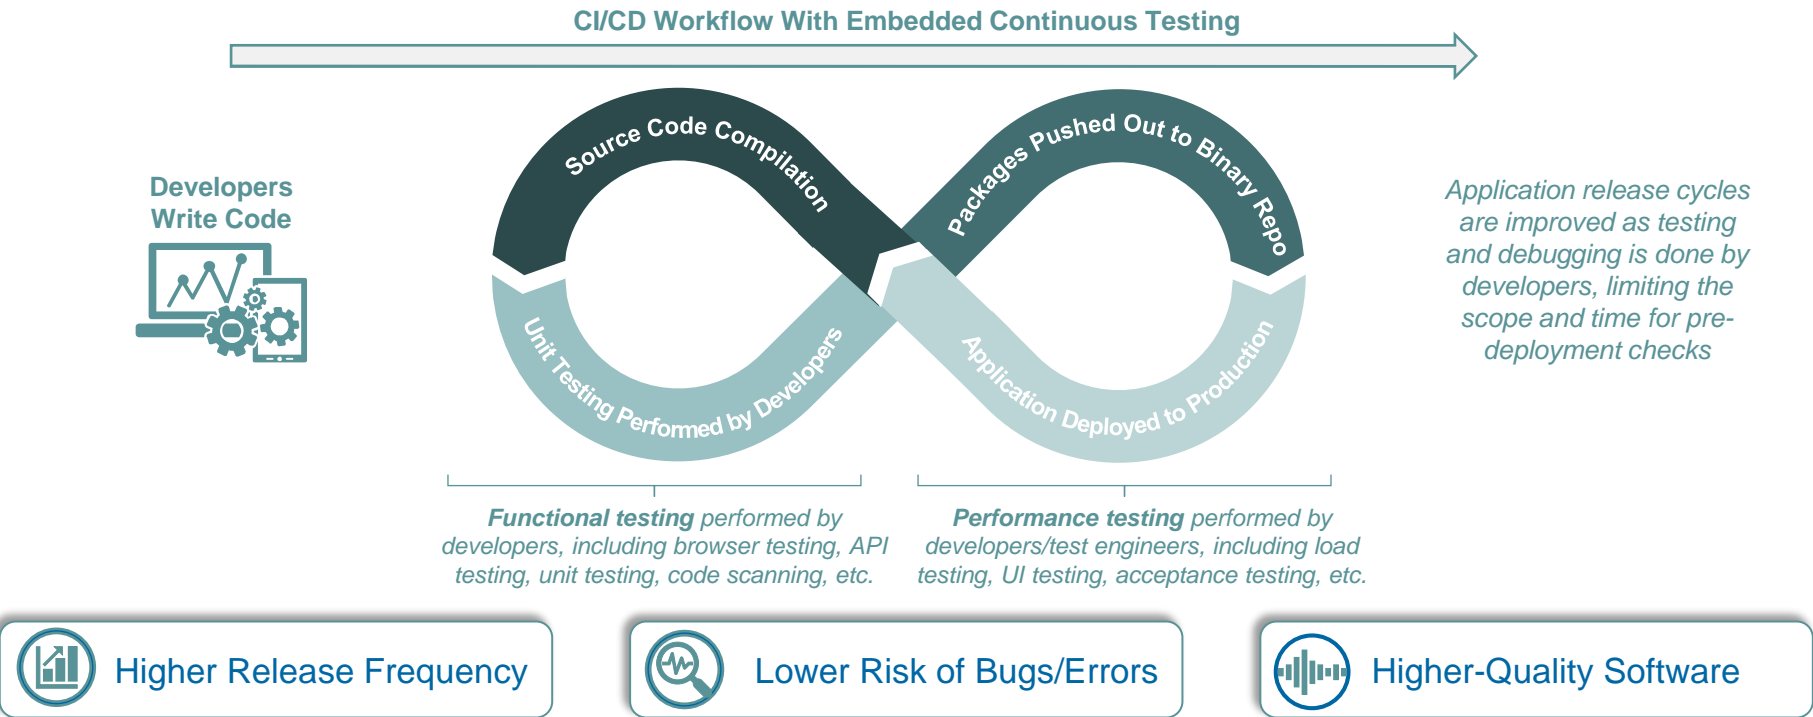 CI/CD Workflow With Embedded Continuous Testing
Developers
Write Code
Source Code Compilation
Unit Testing Performed by Developers
Packages Pushed Out to Binary Repo
Application Deployed to Production
Application release cycles
are improved as testing
and debugging is done by
developers, limiting the
scope and time for pre-
deployment checks
Functional testing performed by
developers, including browser testing, API
testing, unit testing, code scanning, etc.
Performance testing performed by
developers/test engineers, including load
testing, UI testing, acceptance testing, etc.
Higher Release Frequency
Lower Risk of Bugs/Errors
Higher-Quality Software